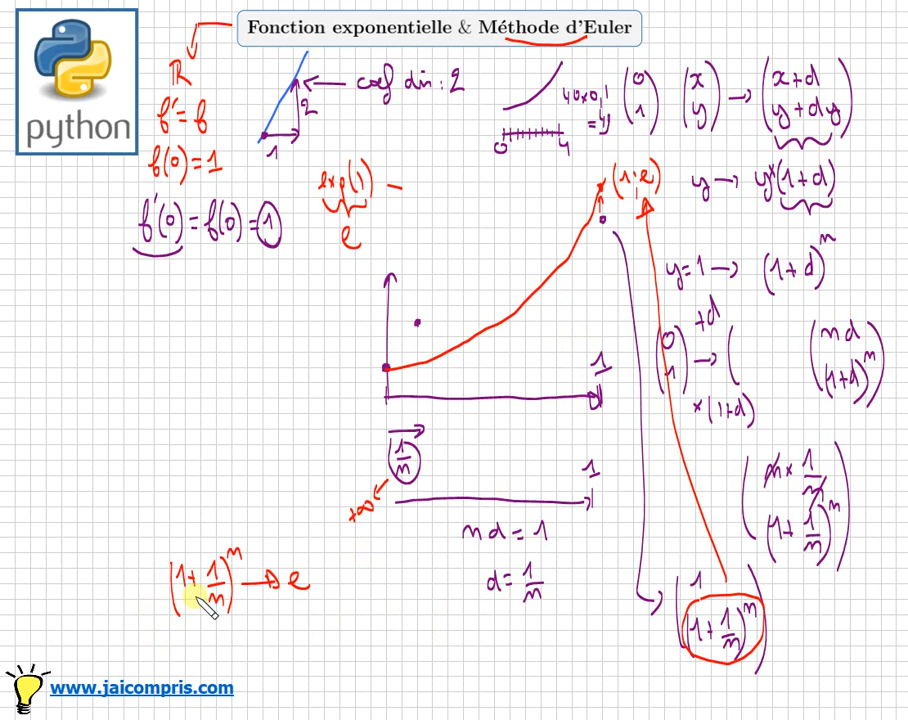 Fonction exponentielle & Méthode d'Euler
python
ℝ
f' = f
f(0) = 1
f'(0) = f(0) = 1
1
2
← coef dir : 2
exp(1) –
e
0
4
40×0,1
= 4
(0 1)
(x y) → (x+d y+dy)
y → y×(1+d)
(1; e)
y=1 → (1+d)^n
+d
(0 1) → (
×(1+d)
(nd (1+d)^n)
1
1/n
+∞
1
nd = 1
d = 1/n
(n × 1/n (1+1/n)^n)
(1 (1+1/n)^n)
(1+1/n)^n → e
www.jaicompris.com